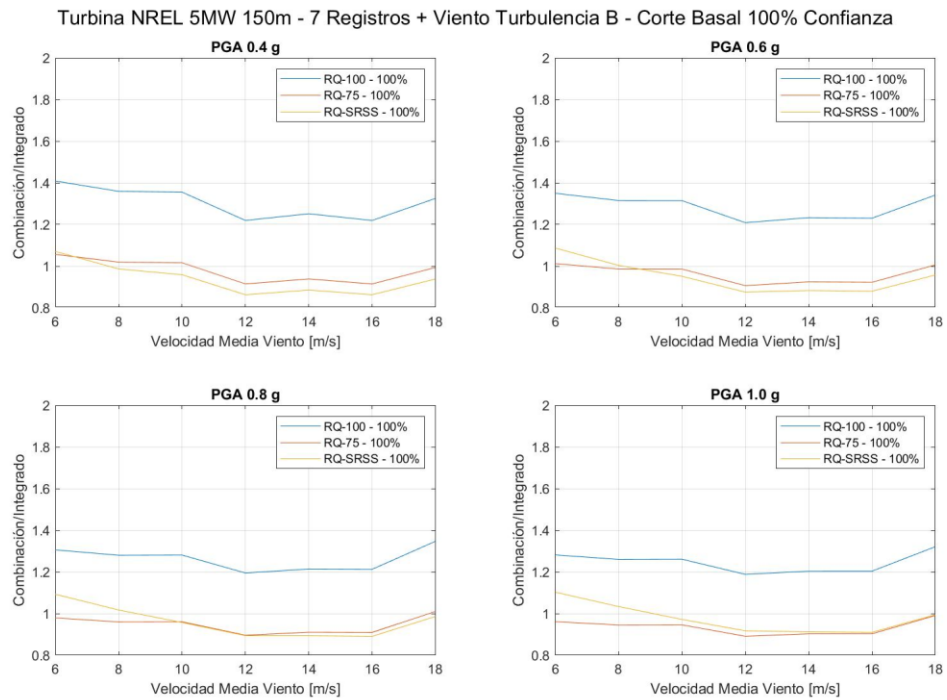 Turbina NREL 5MW 150m - 7 Registros + Viento Turbulencia B - Corte Basal 100% Confianza
PGA 0.4 g
2
1.8
1.6
1.4
1.2
1
0.8
Combinación/Integrado
RQ-100 - 100%
RQ-75 - 100%
RQ-SRSS - 100%
6 8 10 12 14 16 18
Velocidad Media Viento [m/s]
PGA 0.6 g
2
1.8
1.6
1.4
1.2
1
0.8
Combinación/Integrado
RQ-100 - 100%
RQ-75 - 100%
RQ-SRSS - 100%
6 8 10 12 14 16 18
Velocidad Media Viento [m/s]
PGA 0.8 g
2
1.8
1.6
1.4
1.2
1
0.8
Combinación/Integrado
RQ-100 - 100%
RQ-75 - 100%
RQ-SRSS - 100%
6 8 10 12 14 16 18
Velocidad Media Viento [m/s]
PGA 1.0 g
2
1.8
1.6
1.4
1.2
1
0.8
Combinación/Integrado
RQ-100 - 100%
RQ-75 - 100%
RQ-SRSS - 100%
6 8 10 12 14 16 18
Velocidad Media Viento [m/s]